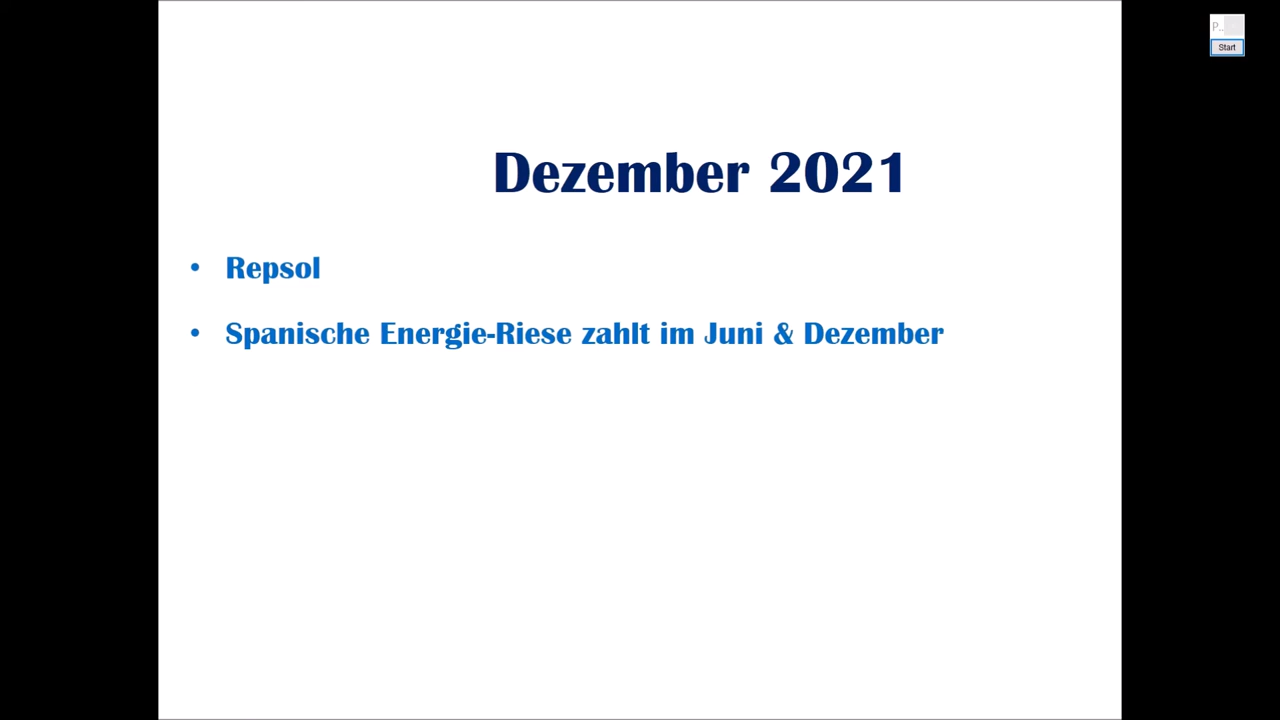 Dezember 2021
• Repsol
• Spanische Energie-Riese zahlt im Juni & Dezember
P..
Start